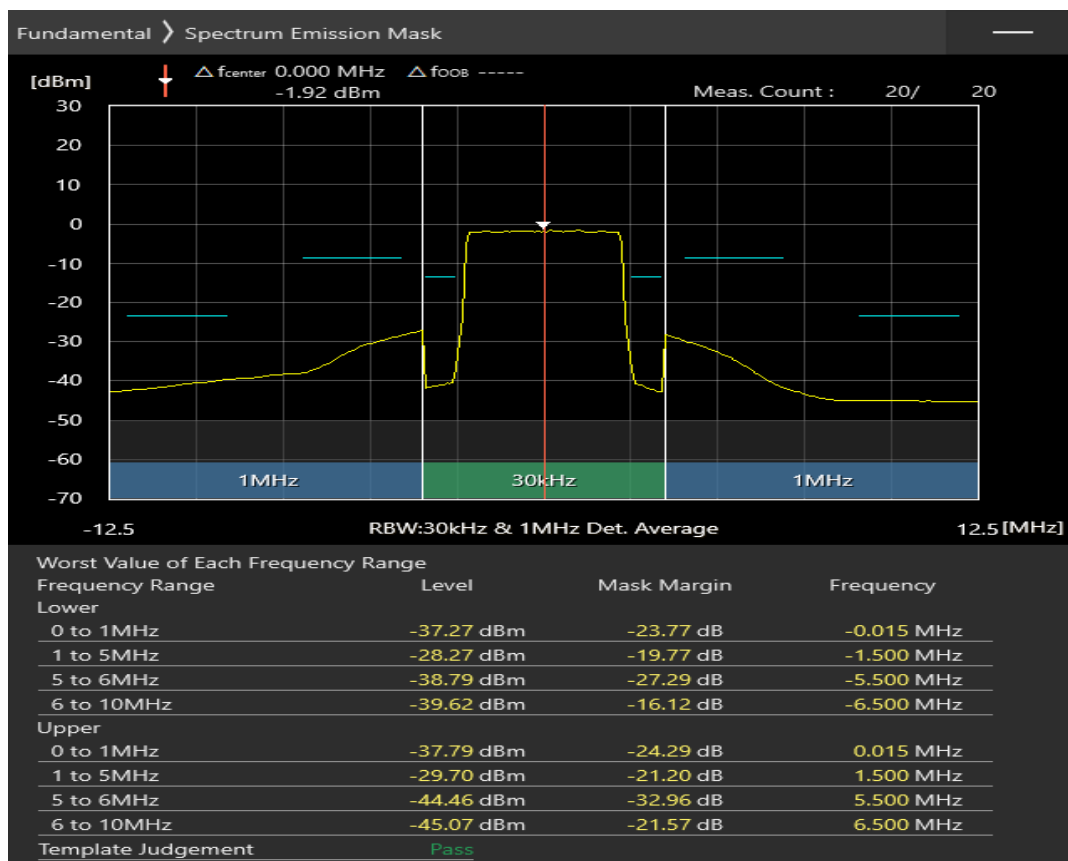 Fundamental ❯ Spectrum Emission Mask
△ fcenter 0.000 MHz △ fOOB -----
[dBm] -1.92 dBm Meas. Count : 20/ 20
30
20
10
0
-10
-20
-30
-40
-50
-60
1MHz 30kHz 1MHz
-70
-12.5 RBW:30kHz & 1MHz Det. Average 12.5 [MHz]
Worst Value of Each Frequency Range
Frequency Range Level Mask Margin Frequency
Lower
0 to 1MHz -37.27 dBm -23.77 dB -0.015 MHz
1 to 5MHz -28.27 dBm -19.77 dB -1.500 MHz
5 to 6MHz -38.79 dBm -27.29 dB -5.500 MHz
6 to 10MHz -39.62 dBm -16.12 dB -6.500 MHz
Upper
0 to 1MHz -37.79 dBm -24.29 dB 0.015 MHz
1 to 5MHz -29.70 dBm -21.20 dB 1.500 MHz
5 to 6MHz -44.46 dBm -32.96 dB 5.500 MHz
6 to 10MHz -45.07 dBm -21.57 dB 6.500 MHz
Template Judgement Pass